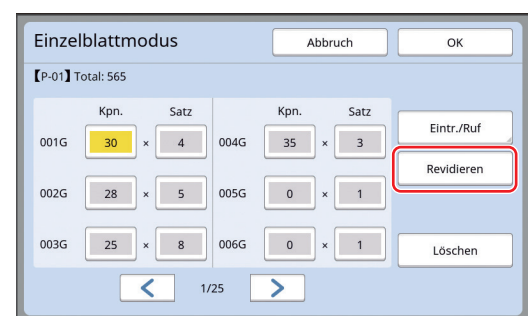 Einzelblattmodus Abbruch OK
【P-01】Total: 565
Kpn. Satz Kpn. Satz
Eintr./Ruf
001G 30 × 4 004G 35 × 3
Revidieren
002G 28 × 5 005G 0 × 1
003G 25 × 8 006G 0 × 1 Löschen
1/25